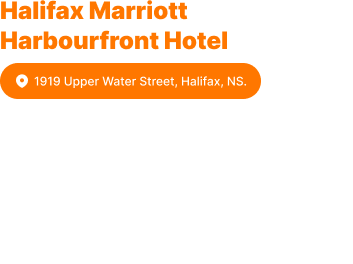 Halifax Marriott
Harbourfront Hotel
1919 Upper Water Street, Halifax, NS.